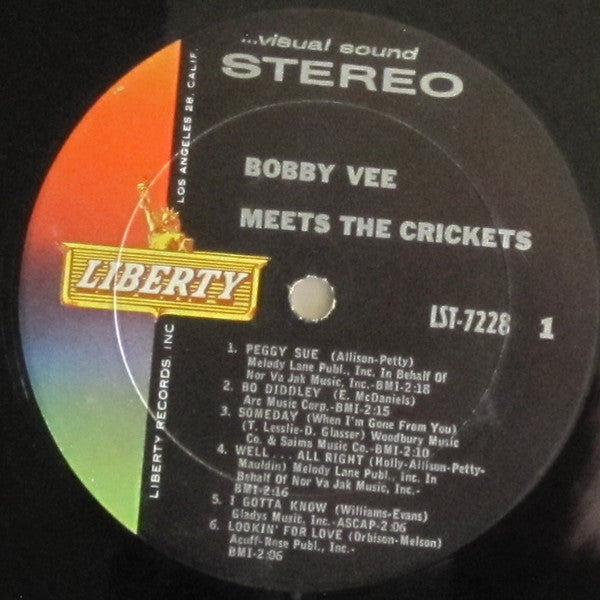 ...visual sound
STEREO
LOS ANGELES 28, CALIF.
BOBBY VEE
MEETS THE CRICKETS
LIBERTY
LST-7228 1
LIBERTY RECORDS, INC
1. PEGGY SUE (Allison-Petty)
Melody Lane Publ., Inc. In Behalf Of
Nor Va Jak Music, Inc.-BMI-2:18
2. BO DIDDLEY (E. McDaniels)
Arc Music Corp.-BMI-2:15
3. SOMEDAY (When I'm Gone From You)
(T. Lesslie-D. Glasser) Woodbury Music
Co. & Saima Music Co.-BMI-2:10
4. WELL...ALL RIGHT (Holly-Allison-Petty-
Mauldin) Melody Lane Publ., Inc. In
Behalf Of Nor Va Jak Music, Inc.-
BMI-2:16
5. I GOTTA KNOW (Williams-Evans)
Gladys Music, Inc.-ASCAP-2:06
6. LOOKIN' FOR LOVE (Orbison-Melson)
Acuff-Rose Publ., Inc.-
BMI-2:06